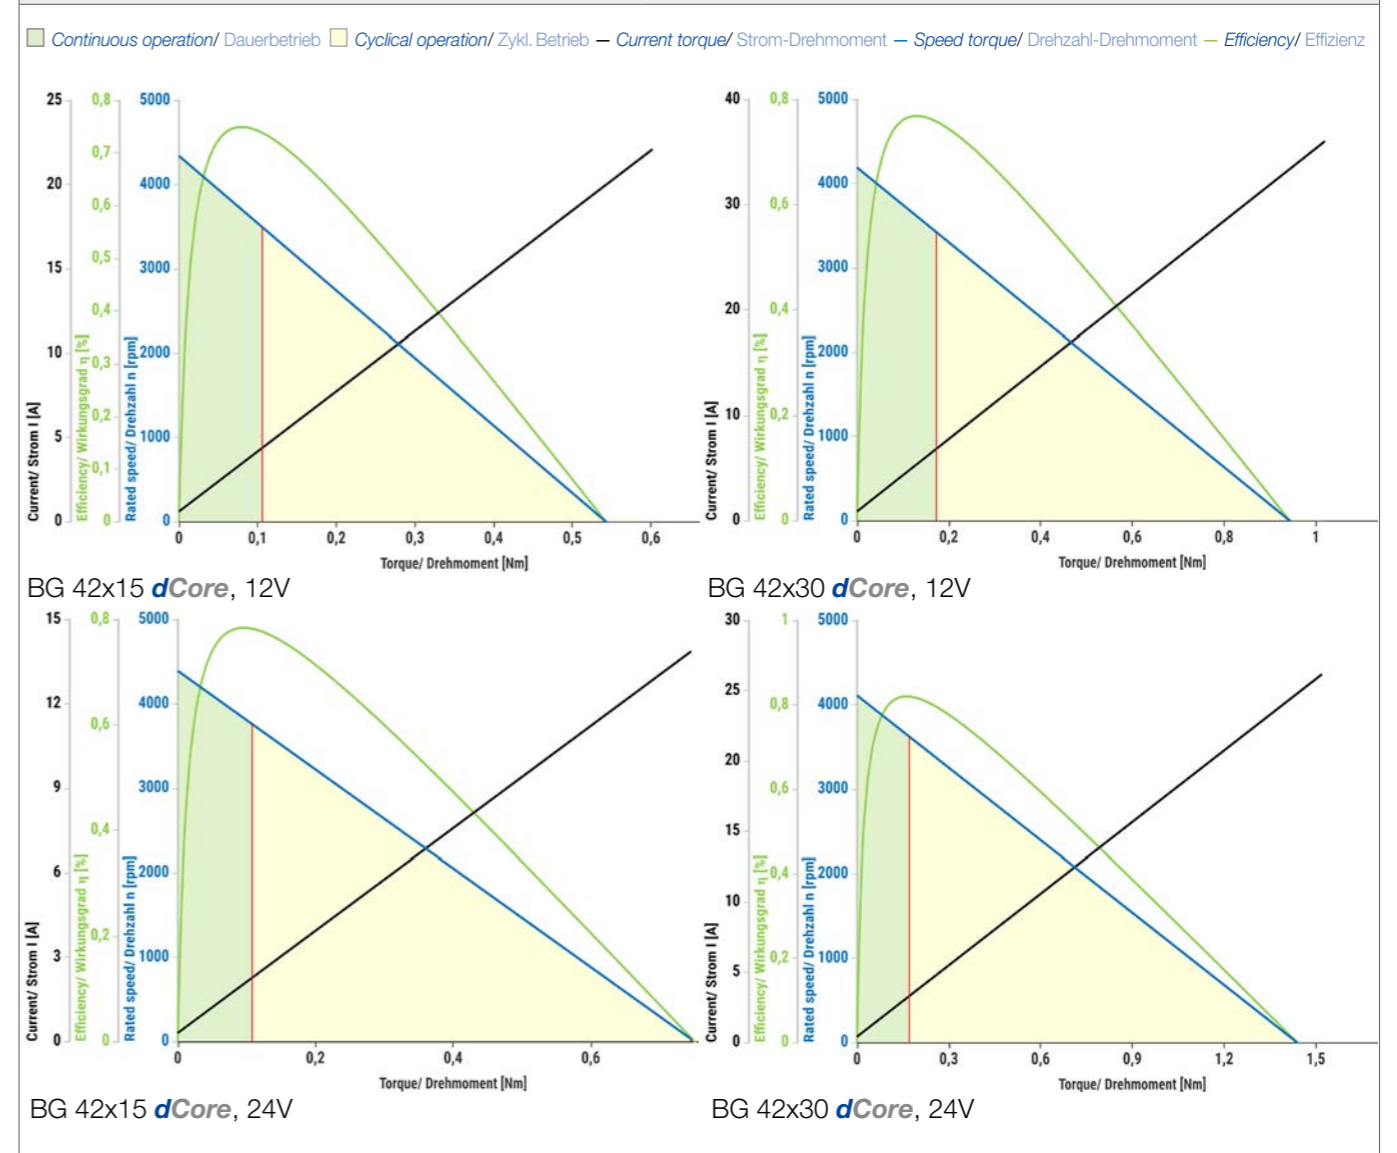 Continuous operation/ Dauerbetrieb Cyclical operation/ Zykl. Betrieb — Current torque/ Strom-Drehmoment — Speed torque/ Drehzahl-Drehmoment — Efficiency/ Effizienz
25
20
15
10
5
0
Current/ Strom I [A]
0,8
0,7
0,6
0,5
0,4
0,3
0,2
0,1
0
Efficiency/ Wirkungsgrad η [%]
5000
4000
3000
2000
1000
0
Rated speed/ Drehzahl n [rpm]
0 0,1 0,2 0,3 0,4 0,5 0,6
Torque/ Drehmoment [Nm]
BG 42x15 dCore, 12V
40
30
20
10
0
Current/ Strom I [A]
0,8
0,6
0,4
0,2
0
Efficiency/ Wirkungsgrad η [%]
5000
4000
3000
2000
1000
0
Rated speed/ Drehzahl n [rpm]
0 0,2 0,4 0,6 0,8 1
Torque/ Drehmoment [Nm]
BG 42x30 dCore, 12V
15
12
9
6
3
0
Current/ Strom I [A]
0,8
0,6
0,4
0,2
0
Efficiency/ Wirkungsgrad η [%]
5000
4000
3000
2000
1000
0
Rated speed/ Drehzahl n [rpm]
0 0,2 0,4 0,6
Torque/ Drehmoment [Nm]
BG 42x15 dCore, 24V
30
25
20
15
10
5
0
Current/ Strom I [A]
1
0,8
0,6
0,4
0,2
0
Efficiency/ Wirkungsgrad η [%]
5000
4000
3000
2000
1000
0
Rated speed/ Drehzahl n [rpm]
0 0,3 0,6 0,9 1,2 1,5
Torque/ Drehmoment [Nm]
BG 42x30 dCore, 24V